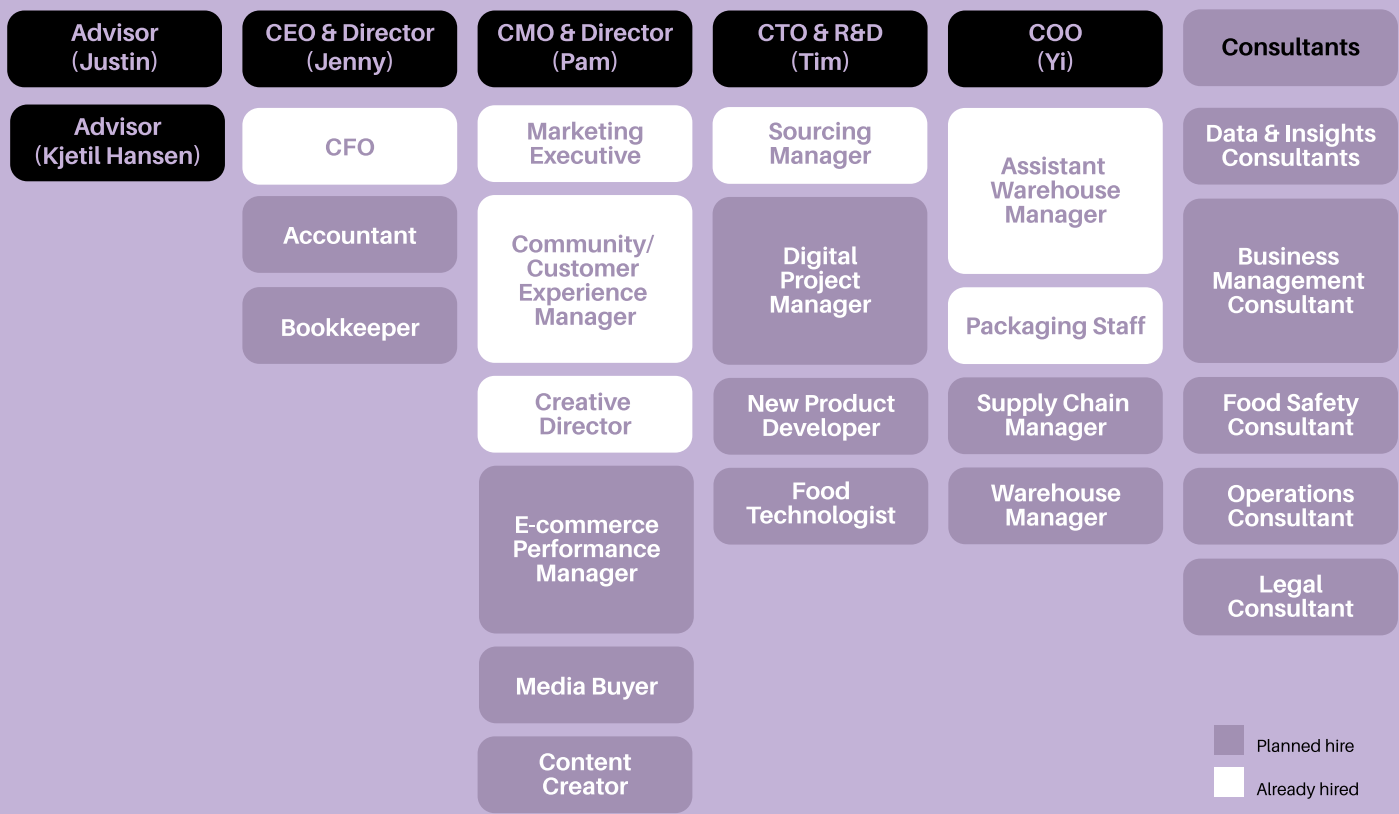 Advisor
(Justin)
CEO & Director
(Jenny)
CMO & Director
(Pam)
CTO & R&D
(Tim)
COO
(Yi)
Consultants
Advisor
(Kjetil Hansen)
CFO
Accountant
Bookkeeper
Marketing
Executive
Community/
Customer
Experience
Manager
Creative
Director
E-commerce
Performance
Manager
Media Buyer
Content
Creator
Sourcing
Manager
Digital
Project
Manager
New Product
Developer
Food
Technologist
Assistant
Warehouse
Manager
Packaging Staff
Supply Chain
Manager
Warehouse
Manager
Data & Insights
Consultants
Business
Management
Consultant
Food Safety
Consultant
Operations
Consultant
Legal
Consultant
Planned hire
Already hired